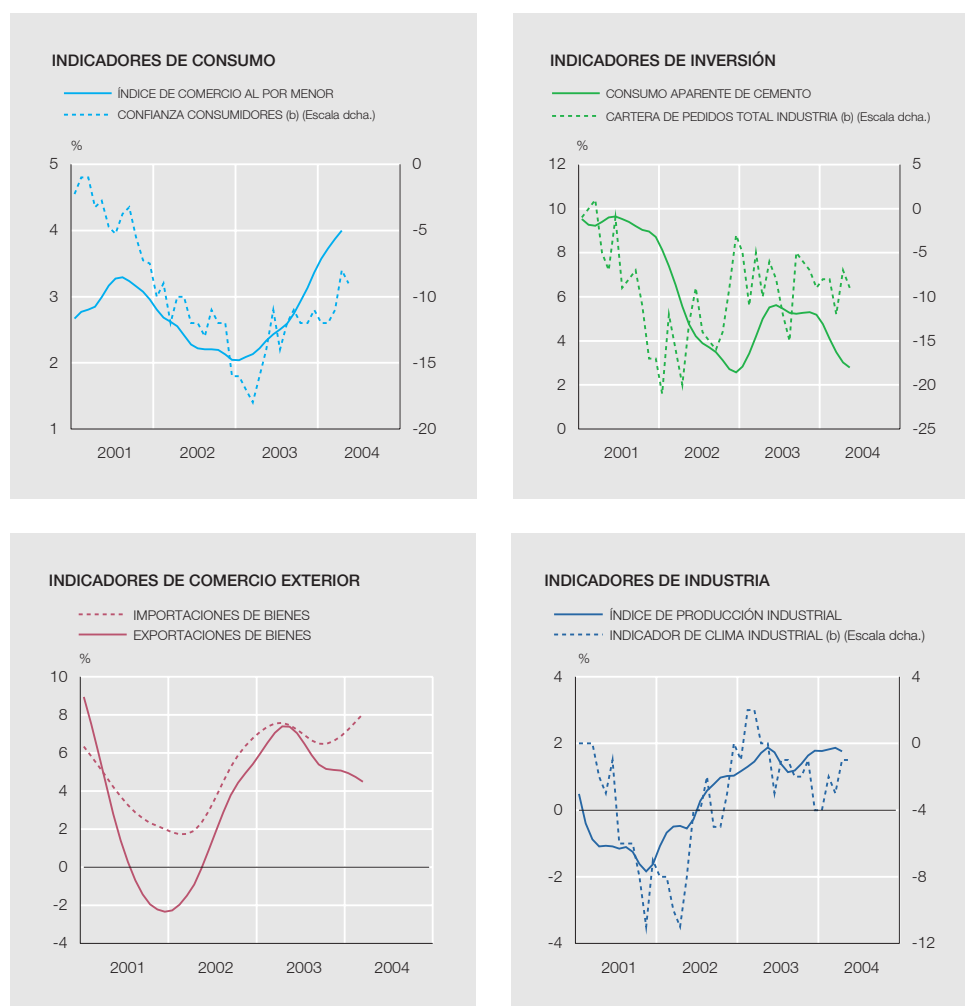 INDICADORES DE CONSUMO
ÍNDICE DE COMERCIO AL POR MENOR
CONFIANZA CONSUMIDORES (b) (Escala dcha.)
%
5 0
4 -5
3 -10
2 -15
1 -20
2001 2002 2003 2004
INDICADORES DE INVERSIÓN
CONSUMO APARENTE DE CEMENTO
CARTERA DE PEDIDOS TOTAL INDUSTRIA (b) (Escala dcha.)
%
12 5
10 0
8 -5
6 -10
4 -15
2 -20
0 -25
2001 2002 2003 2004
INDICADORES DE COMERCIO EXTERIOR
IMPORTACIONES DE BIENES
EXPORTACIONES DE BIENES
%
10
8
6
4
2
0
-2
-4
2001 2002 2003 2004
INDICADORES DE INDUSTRIA
ÍNDICE DE PRODUCCIÓN INDUSTRIAL
INDICADOR DE CLIMA INDUSTRIAL (b) (Escala dcha.)
%
4 4
2 0
0 -4
-2 -8
-4 -12
2001 2002 2003 2004